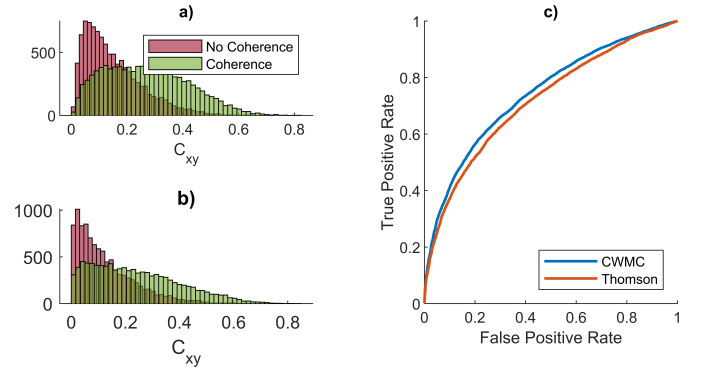 a)
500
0
No Coherence
Coherence
0 0.2 0.4 0.6 0.8
Cxy
b)
1000
500
0
0 0.2 0.4 0.6 0.8
Cxy
c)
1
0.8
0.6
0.4
0.2
0
True Positive Rate
CWMC
Thomson
0 0.2 0.4 0.6 0.8 1
False Positive Rate